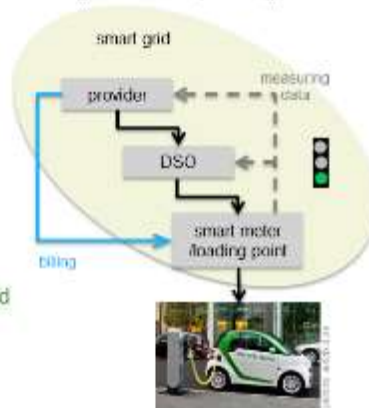 smart grid
measuring
data
provider
DSO
smart meter
/loading point
billing